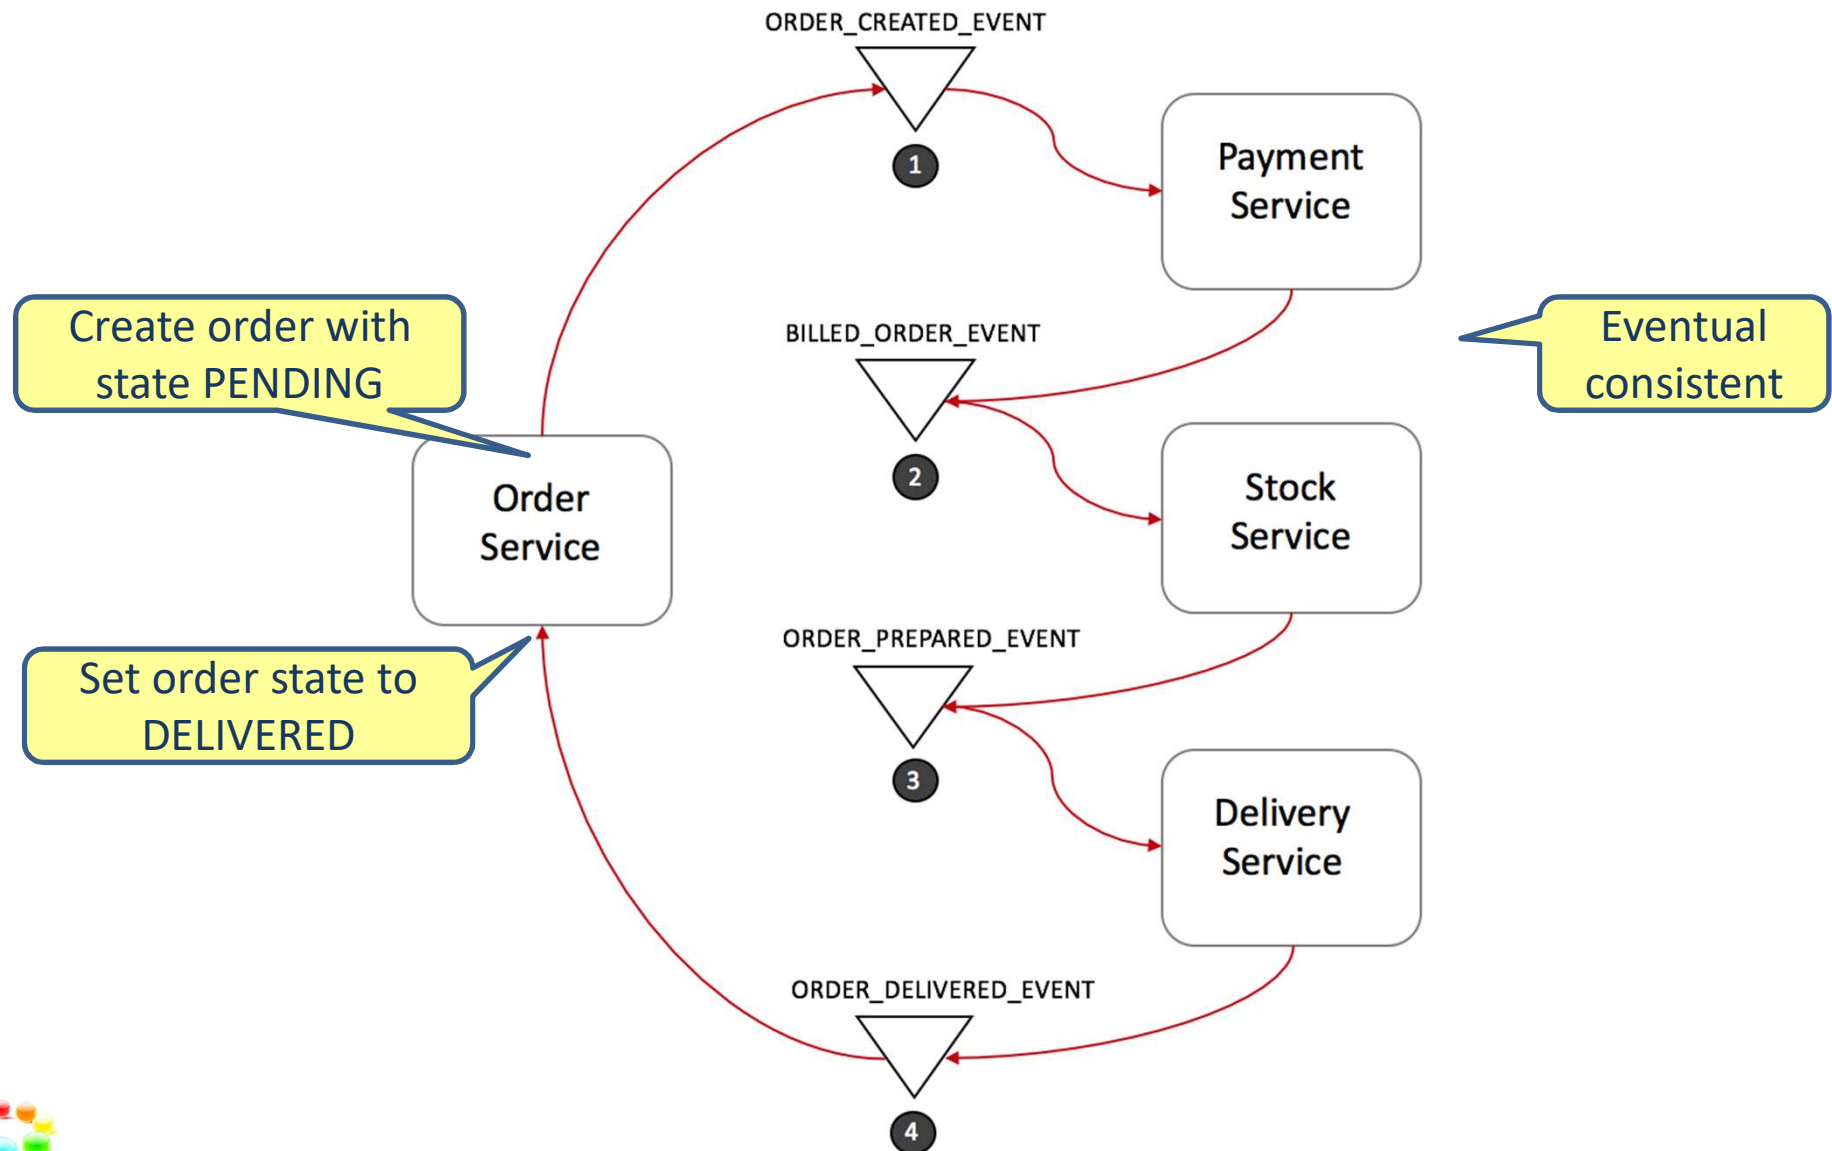 ORDER_CREATED_EVENT
1
Payment
Service
Create order with
state PENDING
BILLED_ORDER_EVENT
Eventual
consistent
2
Order
Service
Stock
Service
ORDER_PREPARED_EVENT
Set order state to
DELIVERED
3
Delivery
Service
ORDER_DELIVERED_EVENT
4